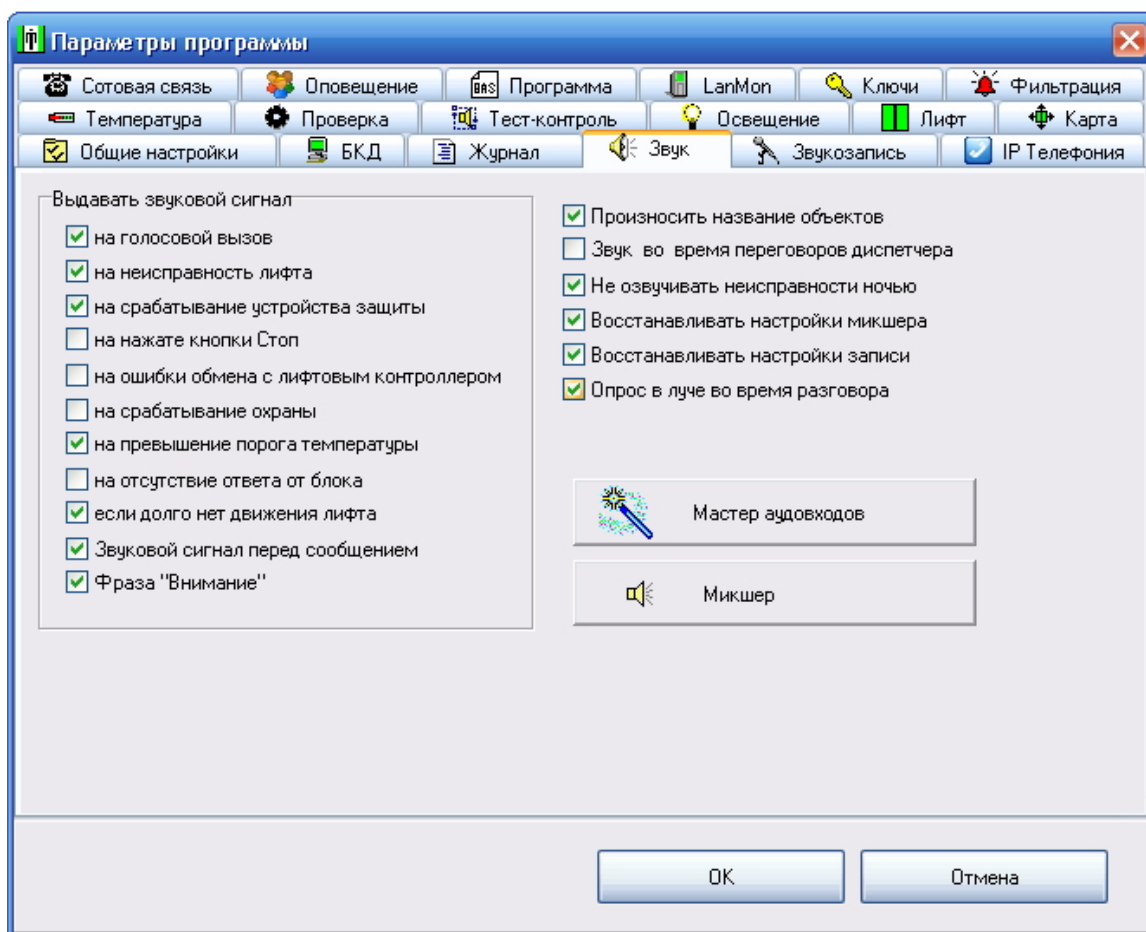 Параметры программы
Сотовая связь Оповещение Программа LanMon Ключи Фильтрация
Температура Проверка Тест-контроль Освещение Лифт Карта
Общие настройки БКД Журнал Звук Звукозапись IP Телефония
Выдавать звуковой сигнал
на голосовой вызов
на неисправность лифта
на срабатывание устройства защиты
на нажате кнопки Стоп
на ошибки обмена с лифтовым контроллером
на срабатывание охраны
на превышение порога температуры
на отсутствие ответа от блока
если долго нет движения лифта
Звуковой сигнал перед сообщением
Фраза "Внимание"
Произносить название объектов
Звук во время переговоров диспетчера
Не озвучивать неисправности ночью
Восстанавливать настройки микшера
Восстанавливать настройки записи
Опрос в луче во время разговора
Мастер аудовходов
Микшер
OK Отмена